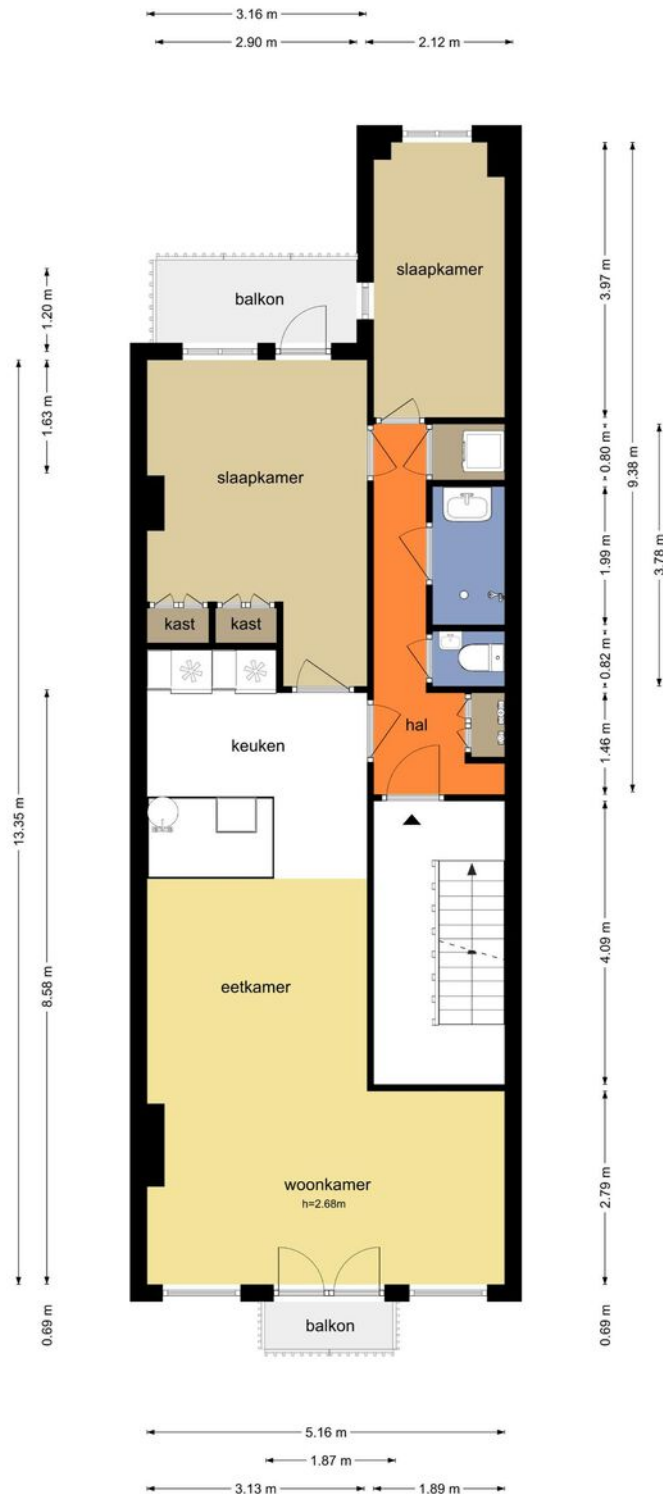 3.16 m
2.90 m
2.12 m
slaapkamer
balkon
1.20 m
3.97 m
1.63 m
slaapkamer
0.80 m
9.38 m
1.99 m
3.78 m
kast
kast
0.82 m
keuken
hal
1.46 m
13.35 m
8.58 m
eetkamer
4.09 m
woonkamer
h=2.68m
2.79 m
balkon
0.69 m
0.69 m
5.16 m
1.87 m
3.13 m
1.89 m